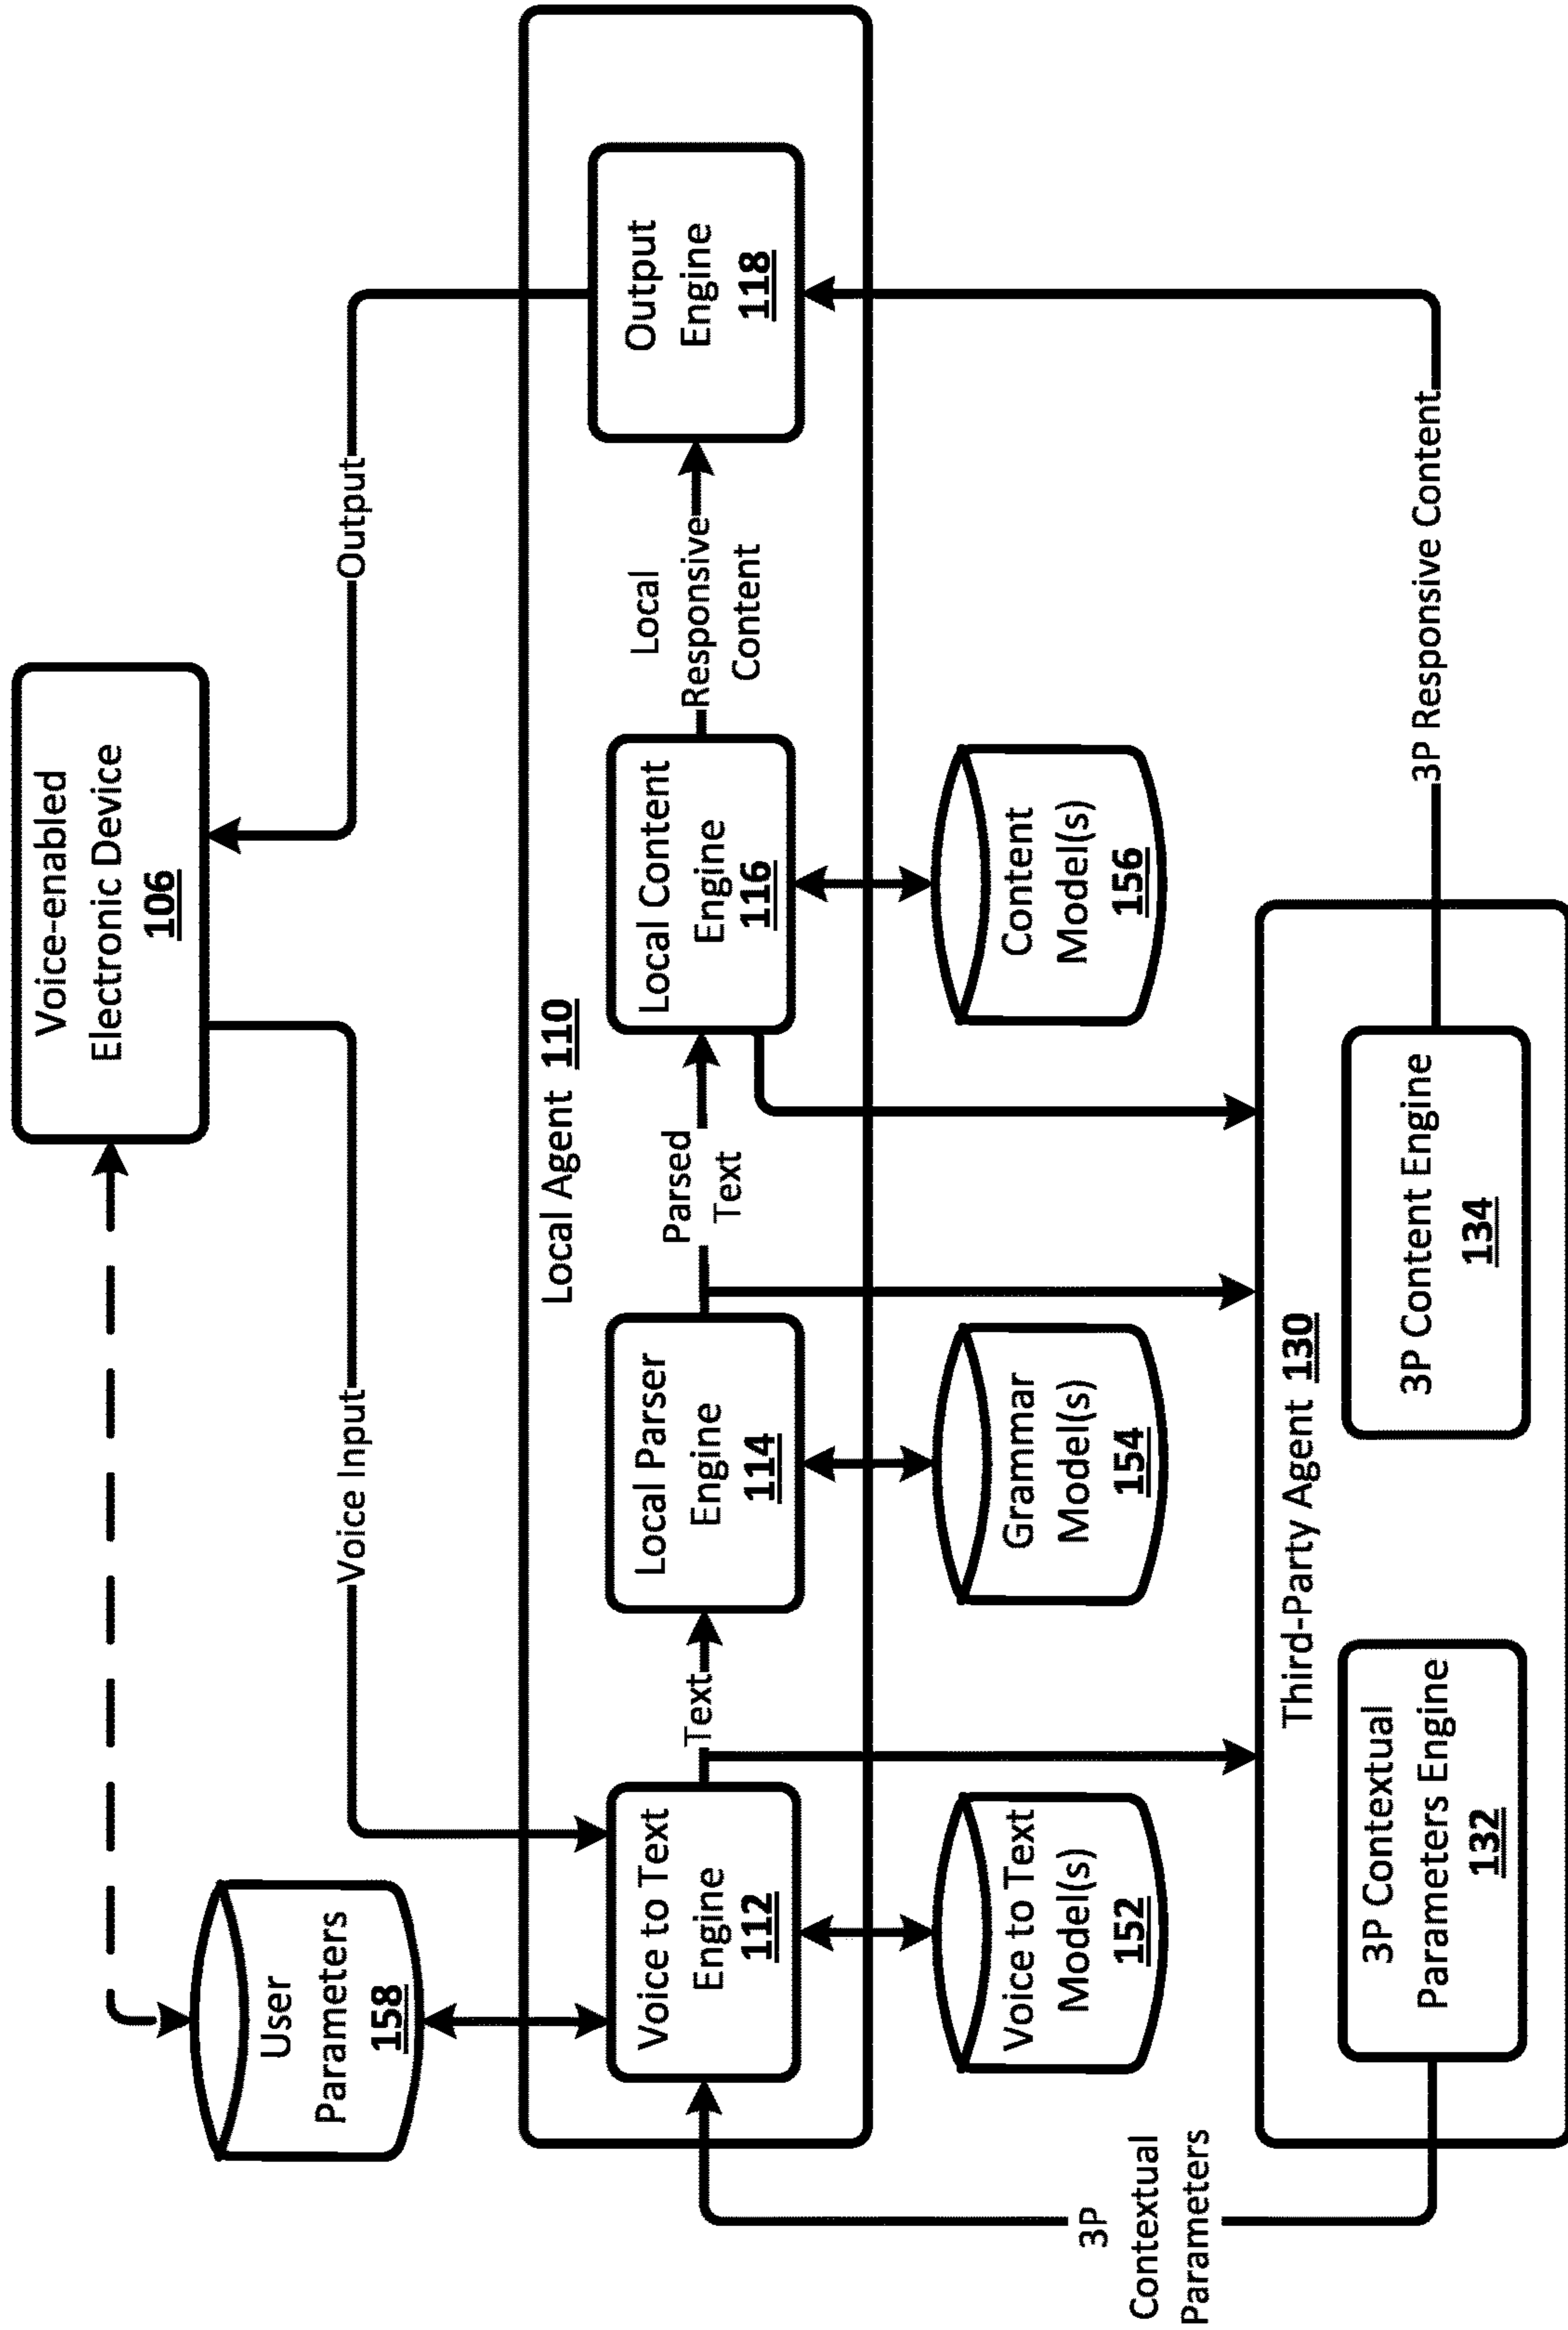 Voice-enabled
Electronic Device
106
User
Parameters
158
Voice Input
Output
Local Agent 110
Voice to Text
Engine
112
Text
Local Parser
Engine
114
Parsed
Text
Local Content
Engine
116
Local
Responsive
Content
Output
Engine
118
Voice to Text
Model(s)
152
Grammar
Model(s)
154
Content
Model(s)
156
3P
Contextual
Parameters
Third-Party Agent 130
3P Contextual
Parameters Engine
132
3P Content Engine
134
3P Responsive Content